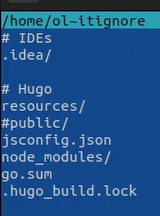 /home/ol~itignore
# IDEs
.idea/

# Hugo
resources/
#public/
jsconfig.json
node_modules/
go.sum
.hugo_build.lock